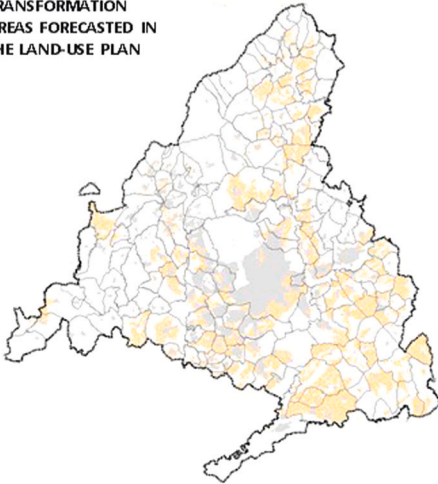 RANSFORMATION
REAS FORECASTED IN
HE LAND-USE PLAN